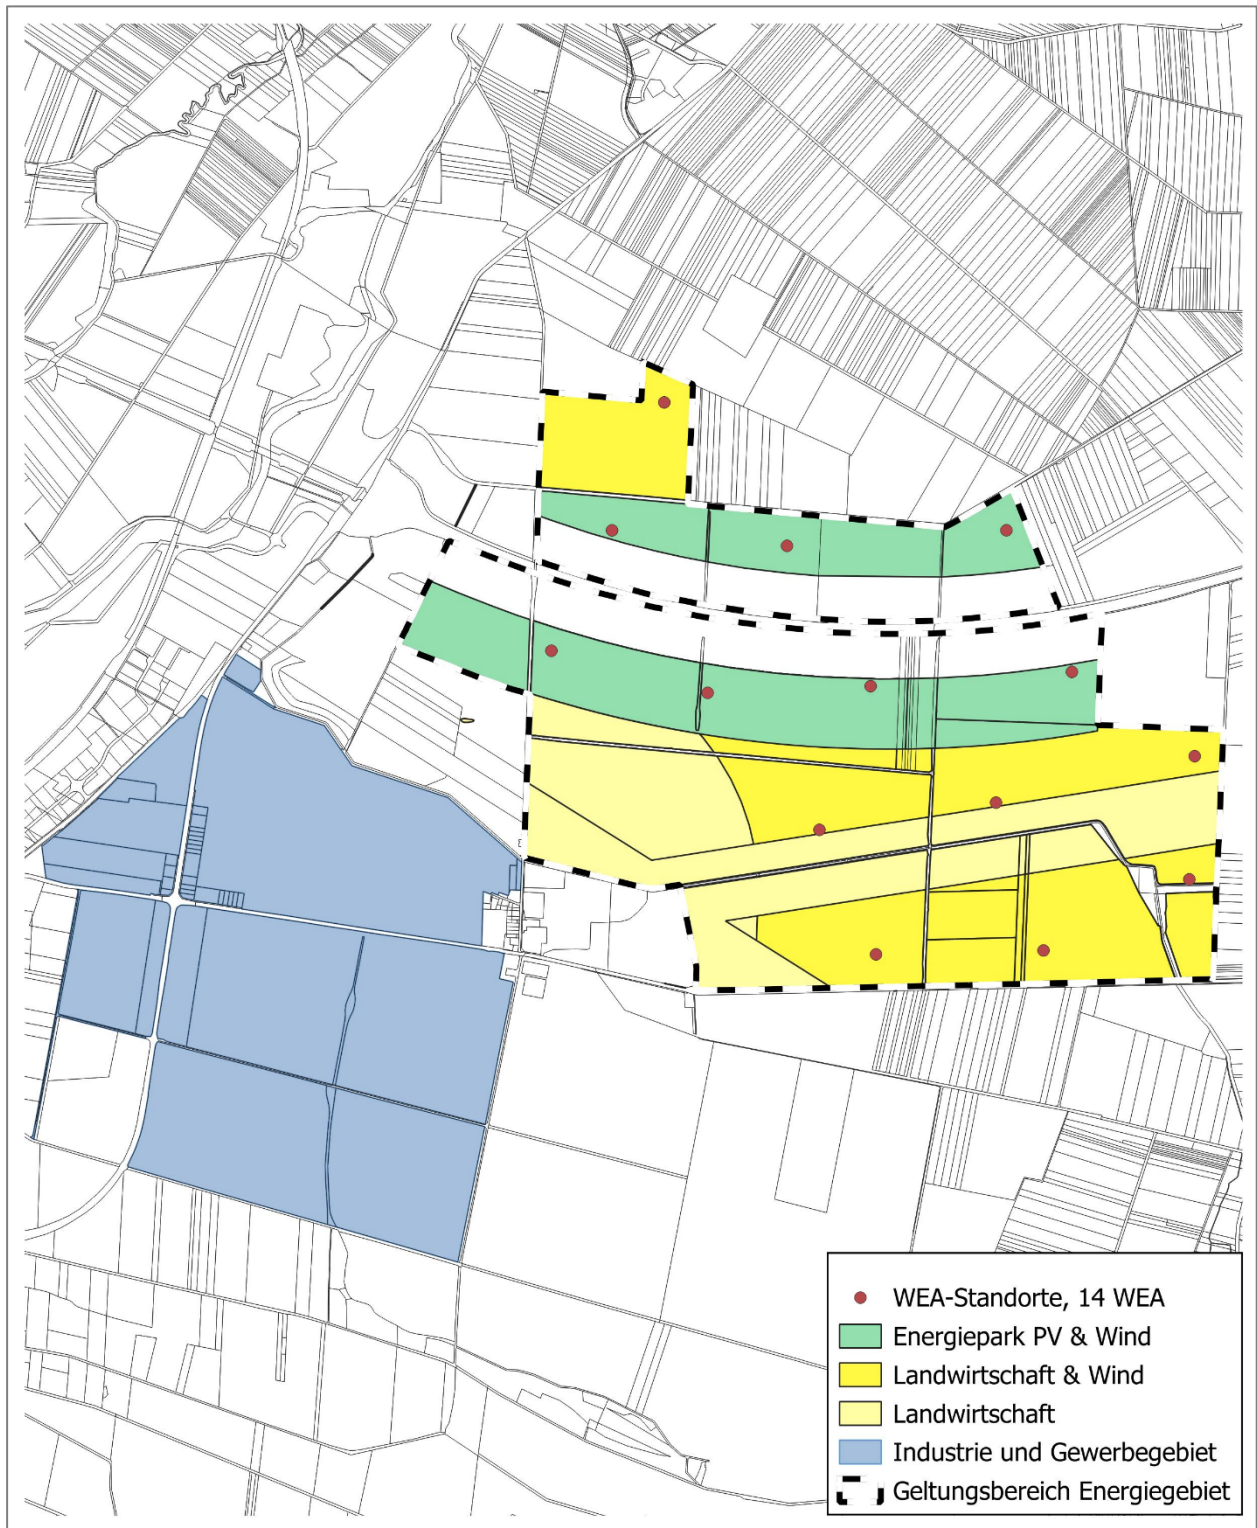 WEA-Standorte, 14 WEA
Energiepark PV & Wind
Landwirtschaft & Wind
Landwirtschaft
Industrie und Gewerbegebiet
Geltungsbereich Energiegebiet